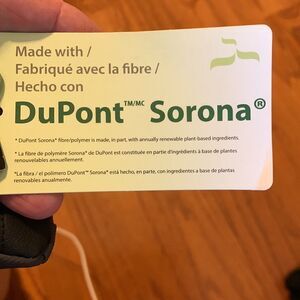 Made with /
Fabriqué avec la fibre /
Hecho con
DuPont™/MC Sorona®
* DuPont Sorona® fibre/polymer is made, in part, with annually renewable plant-based ingredients.
* La fibre de polymère Sorona® de DuPont est constituée en partie d'ingrédients à base de plantes
renouvelables annuellement.
*La fibra / el polímero DuPont™ Sorona® está hecho, en parte, con ingredientes a base de plantas
renovables anualmente.